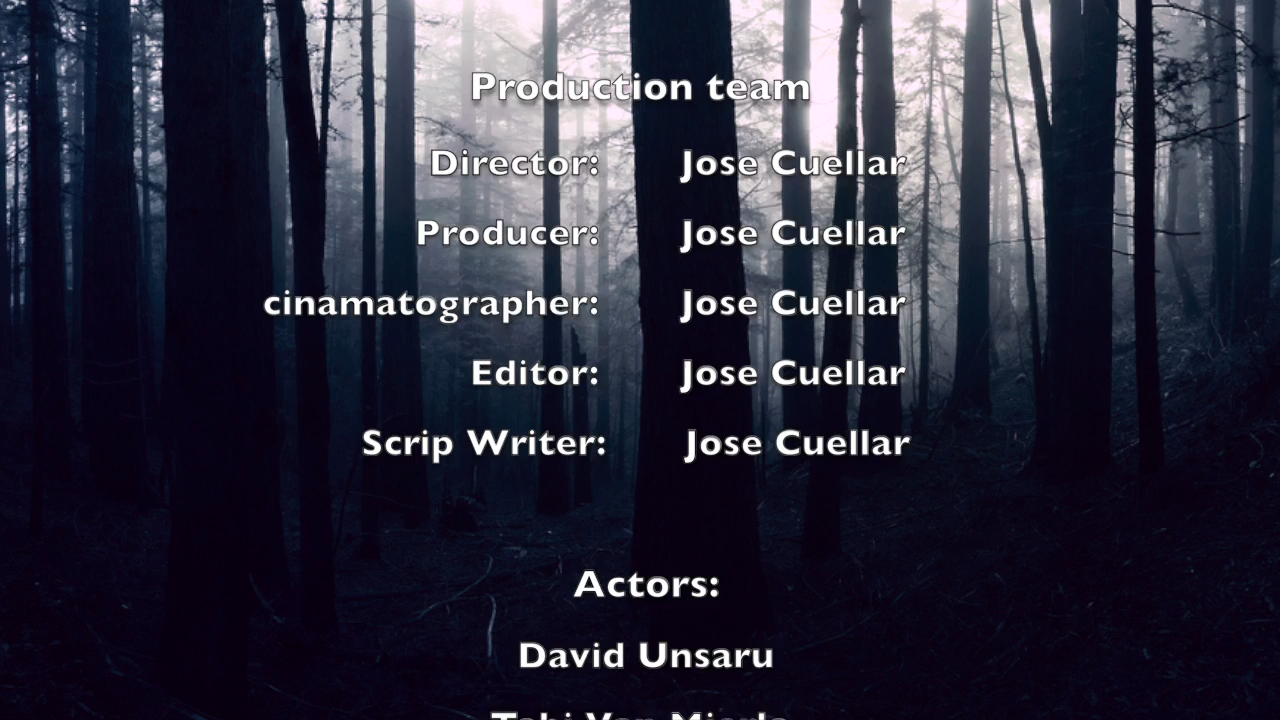 Production team
Director: Jose Cuellar
Producer: Jose Cuellar
cinamatographer: Jose Cuellar
Editor: Jose Cuellar
Scrip Writer: Jose Cuellar
Actors:
David Unsaru